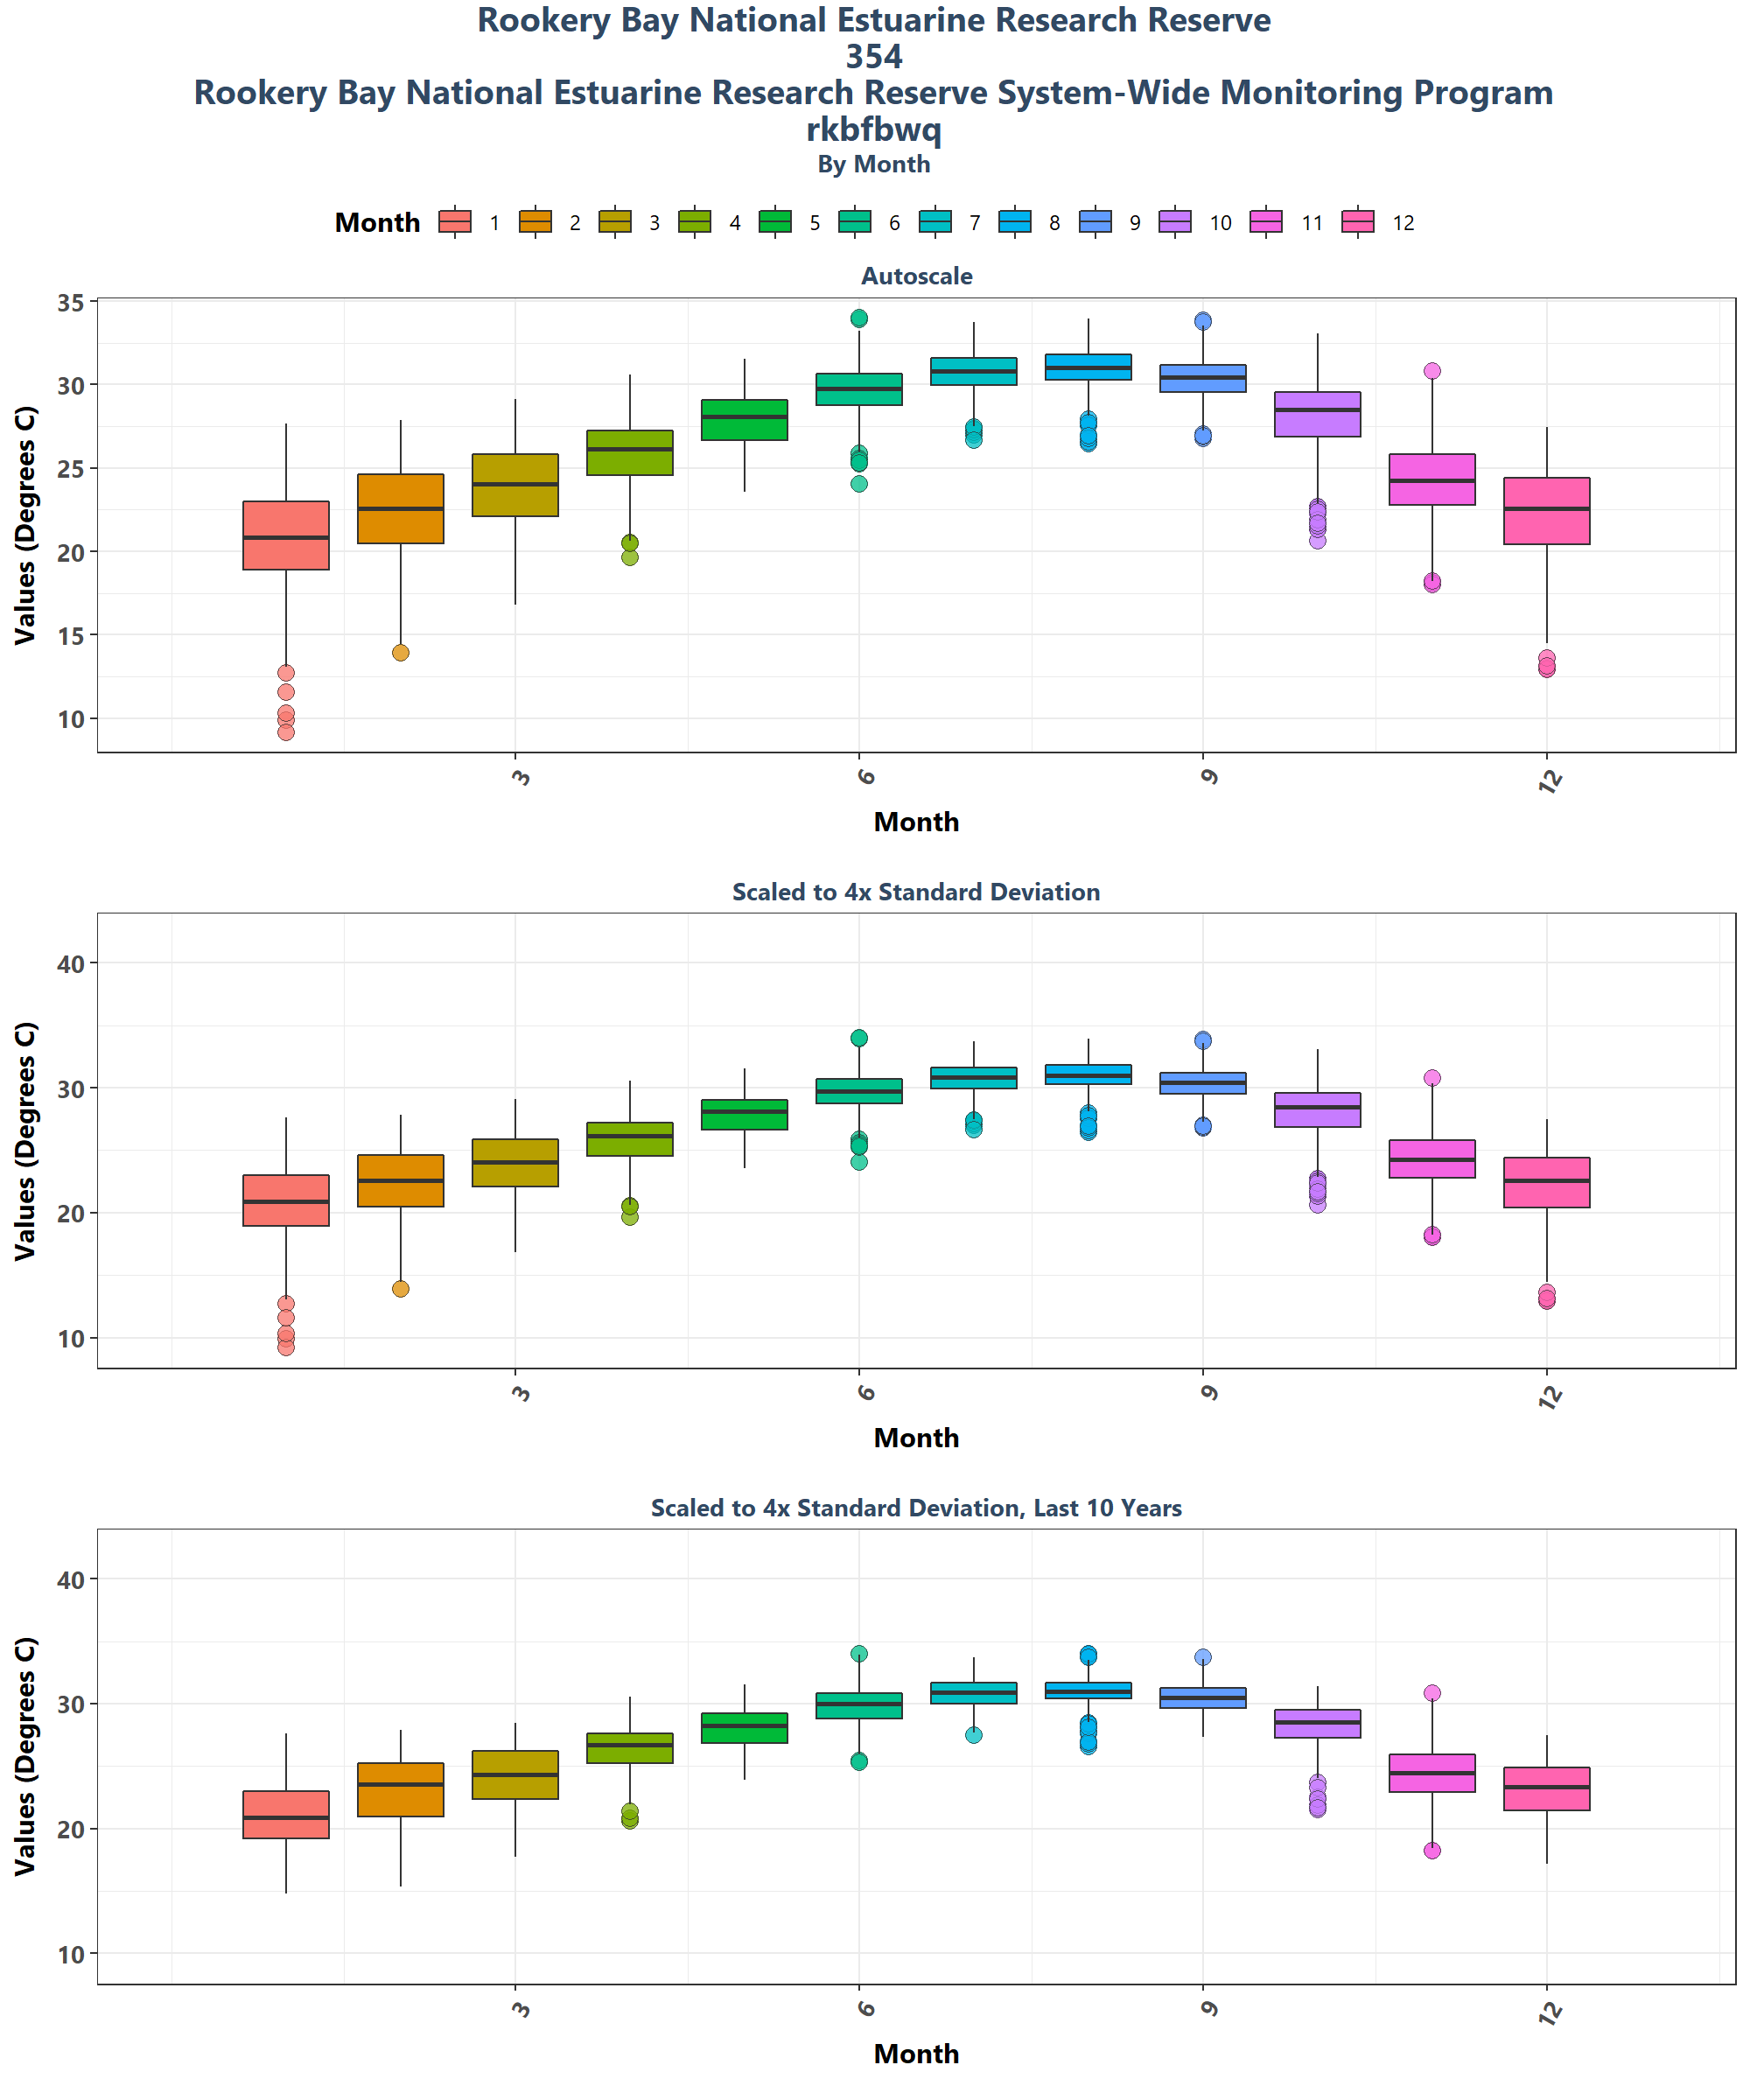 Rookery Bay National Estuarine Research Reserve
354
Rookery Bay National Estuarine Research Reserve System-Wide Monitoring Program
rkbfbwq
By Month
Month 1 2 3 4 5 6 7 8 9 10 11 12
Autoscale
Values (Degrees C)
35
30
25
20
15
10
3 6 9 12
Month
Scaled to 4x Standard Deviation
Values (Degrees C)
40
30
20
10
3 6 9 12
Month
Scaled to 4x Standard Deviation, Last 10 Years
Values (Degrees C)
40
30
20
10
3 6 9 12
Month